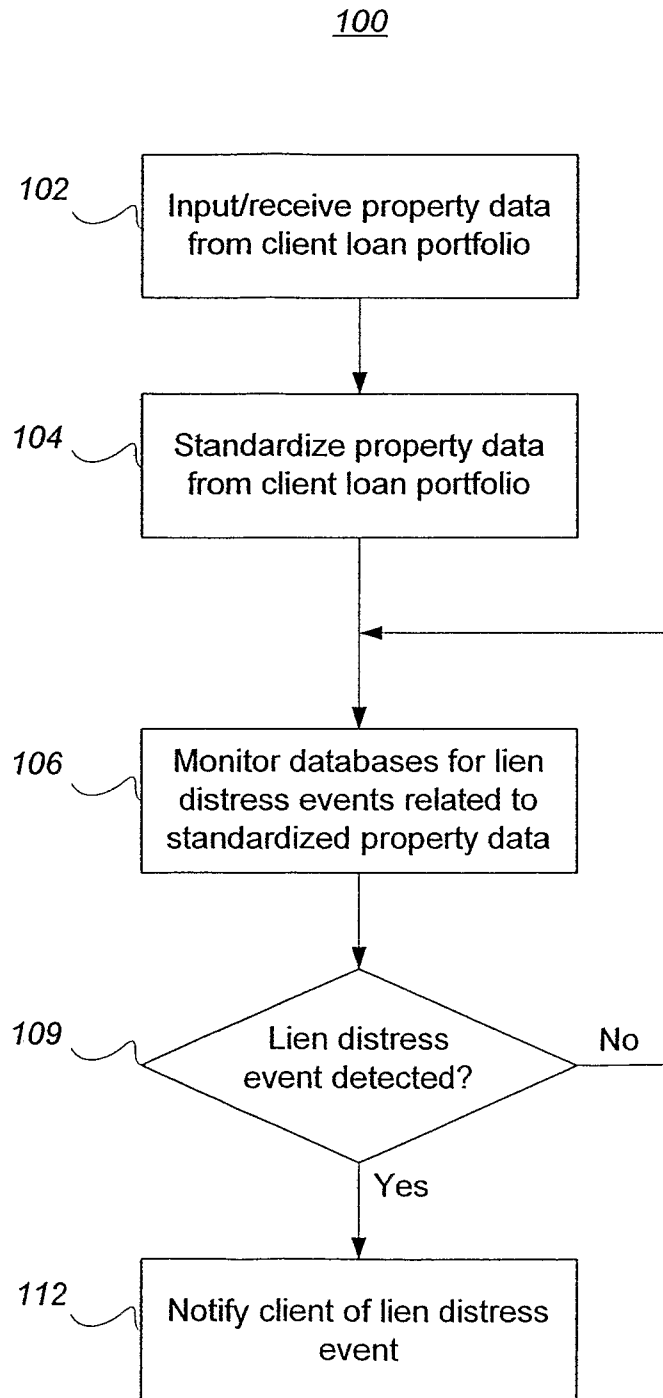 100
102
Input/receive property data
from client loan portfolio
104
Standardize property data
from client loan portfolio
106
Monitor databases for lien
distress events related to
standardized property data
109
Lien distress
event detected?
No
Yes
112
Notify client of lien distress
event